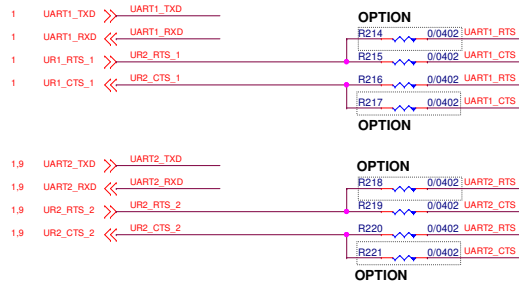 1 UART1_TXD UART1_TXD
OPTION
1 UART1_RXD UART1_RXD R214 0/0402 UART1_RTS
1 UR1_RTS_1 UR2_RTS_1 R215 0/0402 UART1_CTS
1 UR1_CTS_1 UR2_CTS_1 R216 0/0402 UART1_RTS
R217 0/0402 UART1_CTS
OPTION
1,9 UART2_TXD UART2_TXD
OPTION
1,9 UART2_RXD UART2_RXD R218 0/0402 UART2_RTS
1,9 UR2_RTS_2 UR2_RTS_2 R219 0/0402 UART2_CTS
1,9 UR2_CTS_2 UR2_CTS_2 R220 0/0402 UART2_RTS
R221 0/0402 UART2_CTS
OPTION